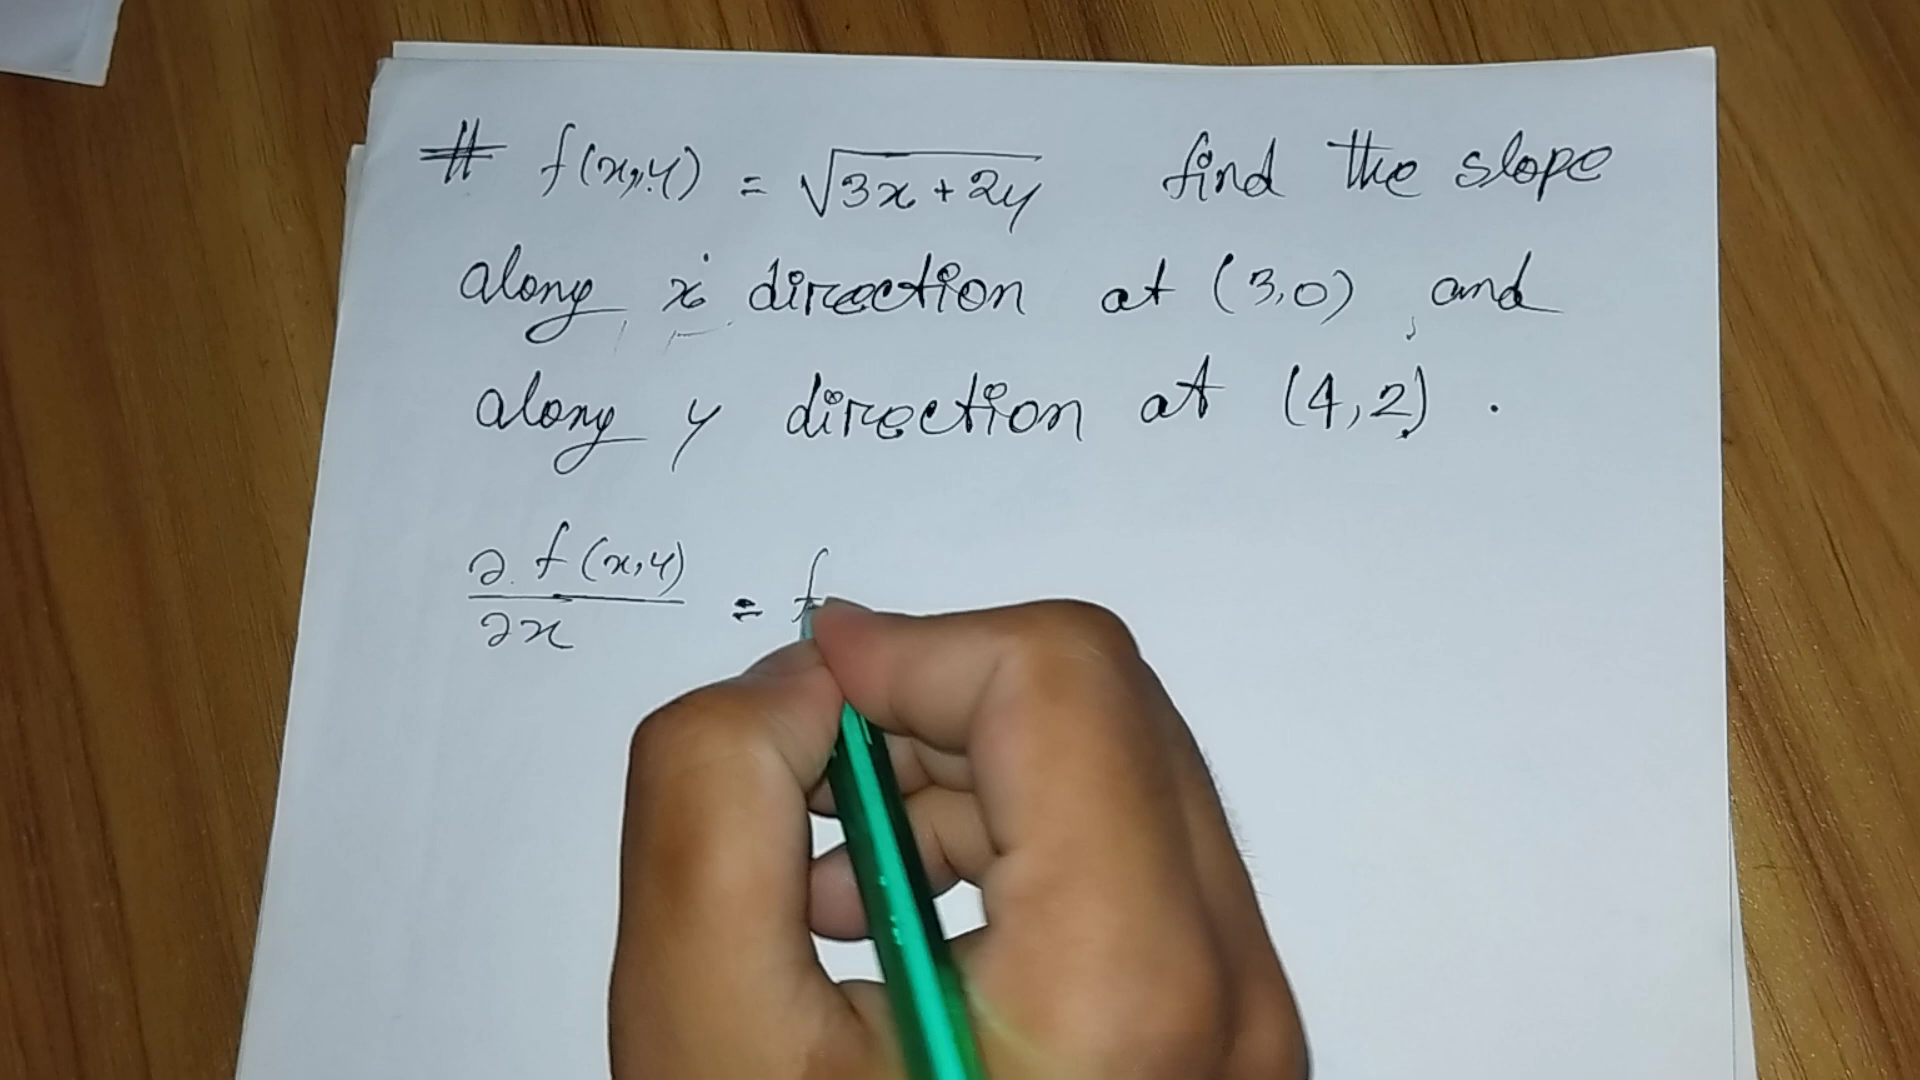 # f(x,y) = √3x + 2y find the slope
along x direction at (3,0), and
along y direction at (4,2).
∂ f(x,y) / ∂x = f